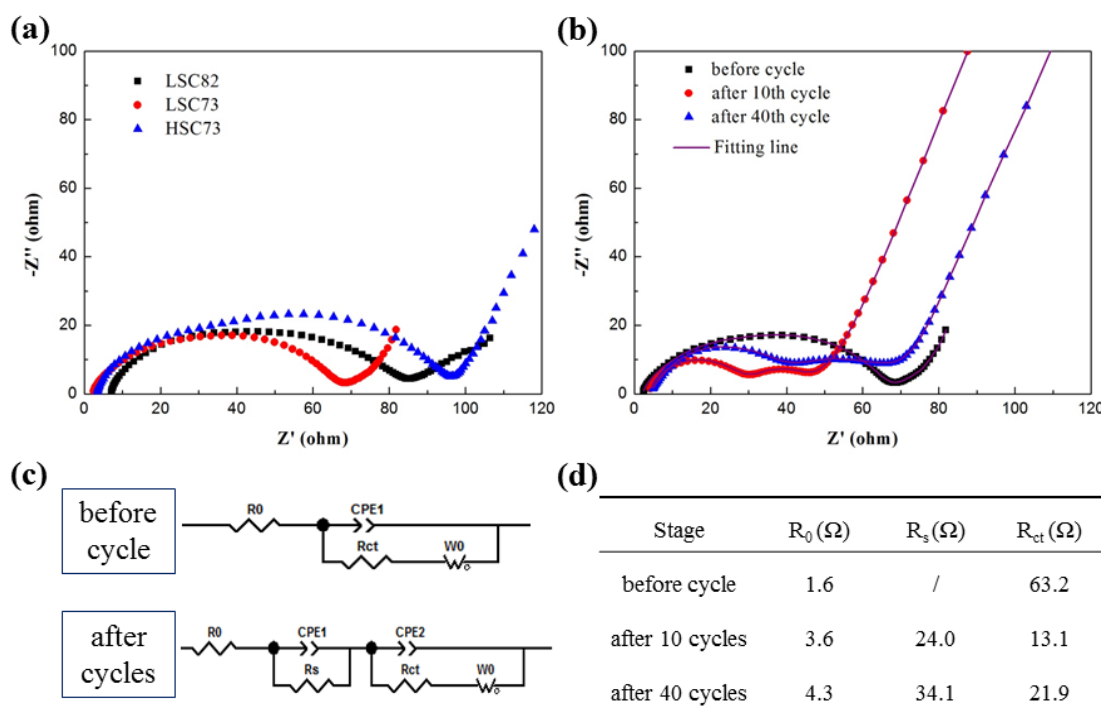 (a)
100
80
60
40
20
0
-Z'' (ohm)
LSC82
LSC73
HSC73
0 20 40 60 80 100 120
Z' (ohm)
(b)
100
80
60
40
20
0
-Z'' (ohm)
before cycle
after 10th cycle
after 40th cycle
Fitting line
0 20 40 60 80 100 120
Z' (ohm)
(c)
before
cycle
R0 CPE1
Rct W0
after
cycles
R0 CPE1 CPE2
Rs Rct W0
(d)
Stage R0 (Ω) Rs (Ω) Rct (Ω)
before cycle 1.6 / 63.2
after 10 cycles 3.6 24.0 13.1
after 40 cycles 4.3 34.1 21.9